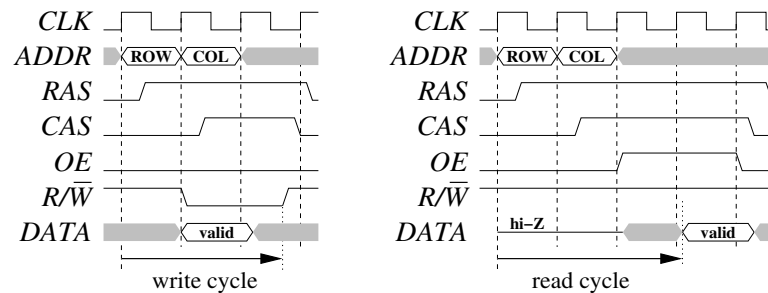 CLK CLK
ADDR ROW COL ADDR ROW COL
RAS RAS
CAS CAS
OE OE
R/W̅ R/W̅
DATA valid DATA hi–Z valid
write cycle read cycle